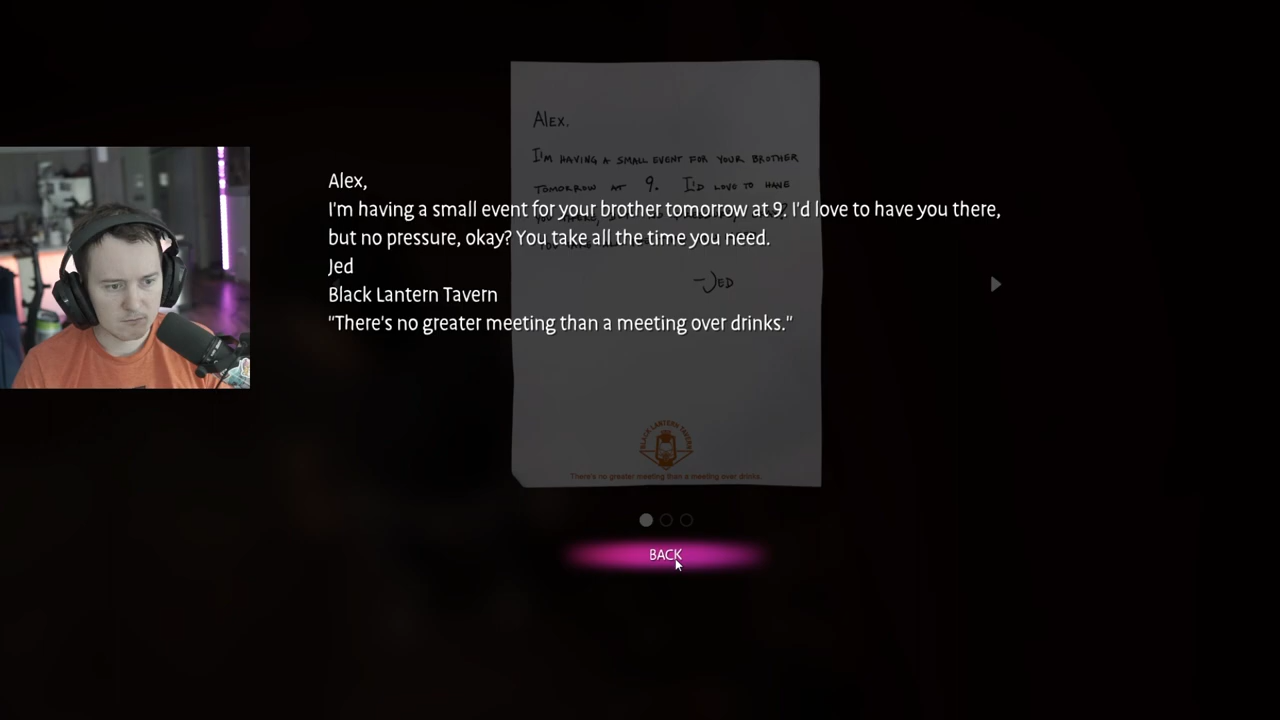 Alex,
I'm having a small event for your brother tomorrow at 9. I'd love to have you there,
but no pressure, okay? You take all the time you need.
Jed
Black Lantern Tavern
"There's no greater meeting than a meeting over drinks."
ALEX.
I'M HAVING A SMALL EVENT FOR YOUR BROTHER
TOMORROW AT 9. I'D LOVE TO HAVE
-JED
BLACK LANTERN TAVERN
There's no greater meeting than a meeting over drinks.
BACK